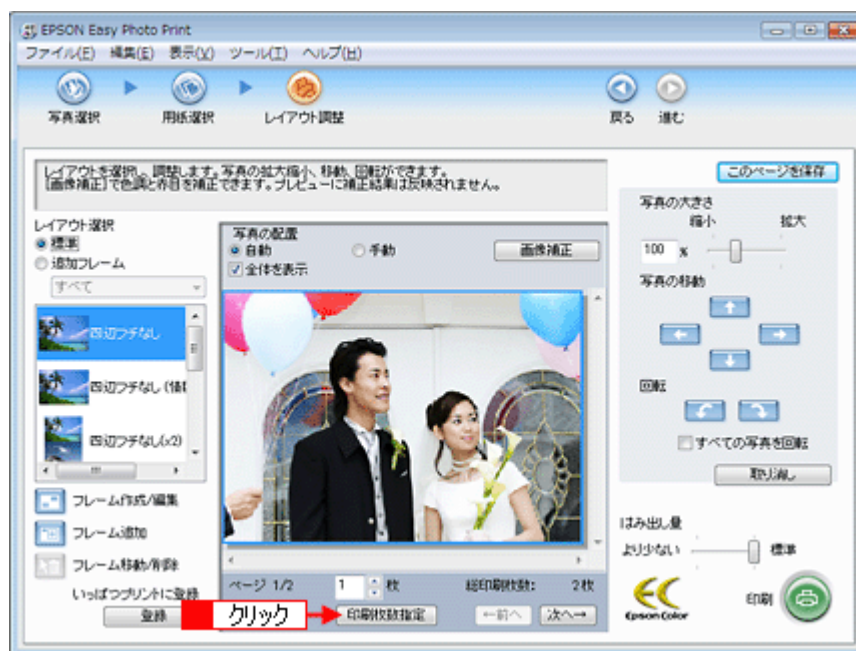 EPSON Easy Photo Print
ファイル(F) 編集(E) 表示(V) ツール(T) ヘルプ(H)
写真選択 用紙選択 レイアウト調整 戻る 進む
レイアウトを選択し、調整します。写真の拡大縮小、移動、回転ができます。
[画像補正]で色調と赤目を補正できます。プレビューに補正結果は反映されません。
このページを保存
レイアウト選択
標準
追加フレーム
すべて
四辺フチなし
四辺フチなし (情報
四辺フチなし(x2)
フレーム作成/編集
フレーム追加
フレーム移動/削除
いっぱつプリントに登録
登録
写真の配置
自動 手動 画像補正
全体を表示
ページ 1/2 1 枚 総印刷枚数: 2枚
クリック 印刷枚数指定 ←前へ 次へ→
写真の大きさ
縮小 拡大
100 %
写真の移動
回転
すべての写真を回転
取り消し
はみ出し量
より少ない 標準
Epson Color 印刷